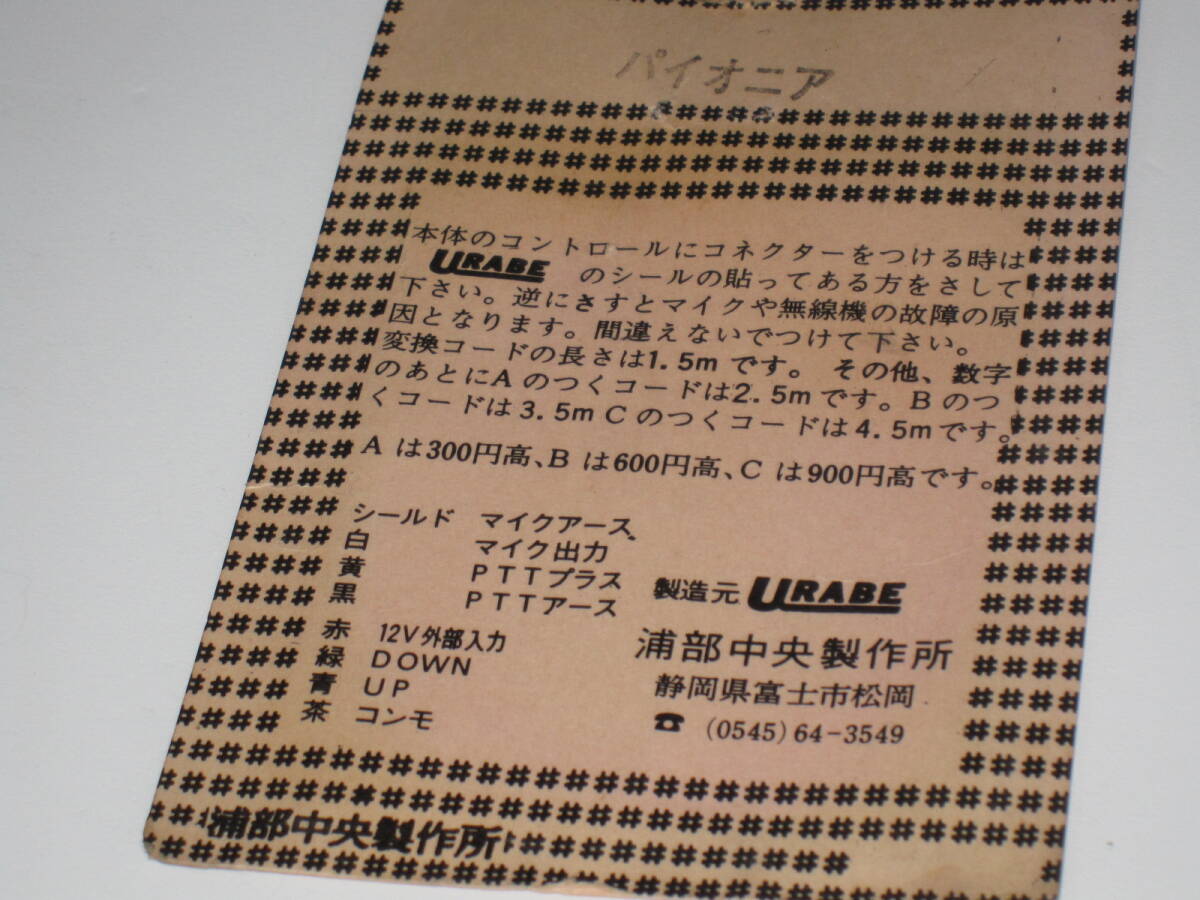 パイオニア
本体のコントロールにコネクターをつける時は
URABE のシールの貼ってある方をさして
下さい。逆にさすとマイクや無線機の故障の原
因となります。間違えないでつけて下さい。
変換コードの長さは1.5mです。 その他、数字
のあとにAのつくコードは2.5mです。Bのつ
くコードは3.5mCのつくコードは4.5mです。
Aは300円高、Bは600円高、Cは900円高です。
シールド マイクアース
白 マイク出力
黄 PTTプラス
黒 PTTアース
赤 12V外部入力
緑 DOWN
青 UP
茶 コンモ
製造元 URABE
浦部中央製作所
静岡県富士市松岡
☎ (0545)64-3549
浦部中央製作所